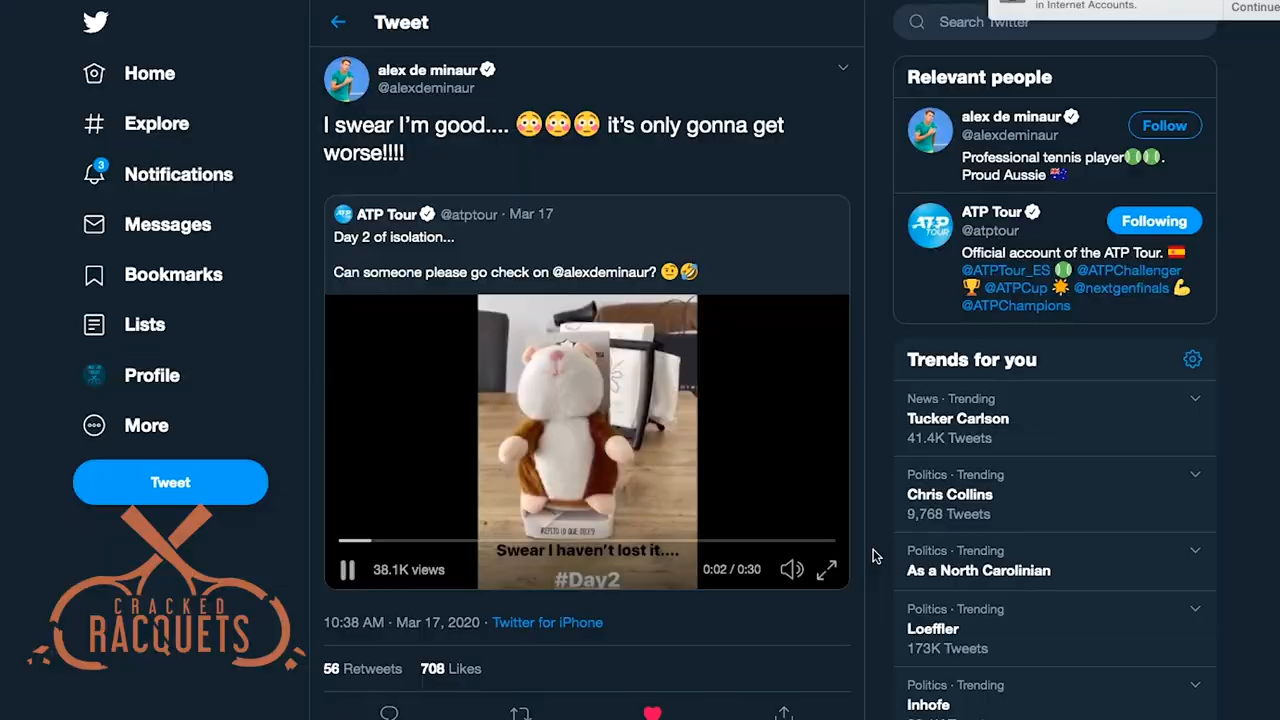 in Internet Accounts.
Continue
Tweet
Search Twitter
Home
Explore
3
Notifications
Messages
Bookmarks
Lists
Profile
More
Tweet
CRACKED
RACQUETS
alex de minaur
@alexdeminaur
I swear I'm good.... 😳😳😳 it's only gonna get
worse!!!!
ATP Tour @atptour · Mar 17
Day 2 of isolation...
Can someone please go check on @alexdeminaur? 🤨🤣
REPITO LO QUE DICES
Swear I haven't lost it....
#Day2
38.1K views
0:02 / 0:30
10:38 AM · Mar 17, 2020 · Twitter for iPhone
56 Retweets 708 Likes
Relevant people
alex de minaur
@alexdeminaur
Follow
Professional tennis player🎾🎾.
Proud Aussie 🇦🇺
ATP Tour
@atptour
Following
ATP TOUR
Official account of the ATP Tour. 🇪🇸
@ATPTour_ES 🎾 @ATPChallenger
🏆 @ATPCup ☀️ @nextgenfinals 💪
@ATPChampions
Trends for you
News · Trending
Tucker Carlson
41.4K Tweets
Politics · Trending
Chris Collins
9,768 Tweets
Politics · Trending
As a North Carolinian
Politics · Trending
Loeffler
173K Tweets
Politics · Trending
Inhofe